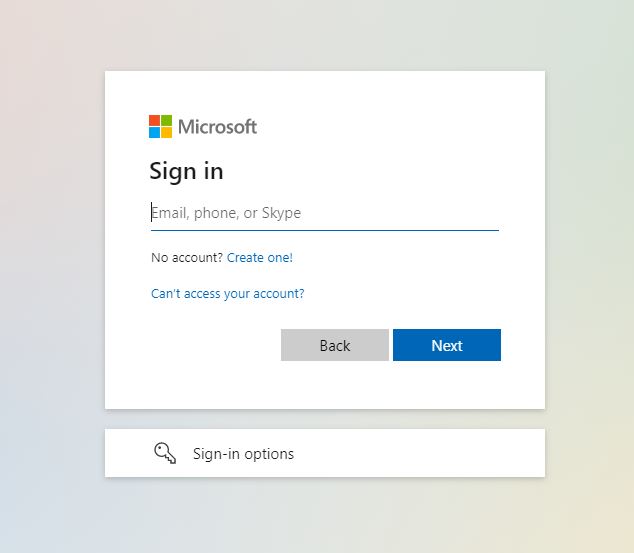 Microsoft
Sign in
Email, phone, or Skype
No account? Create one!
Can't access your account?
Back Next
Sign-in options